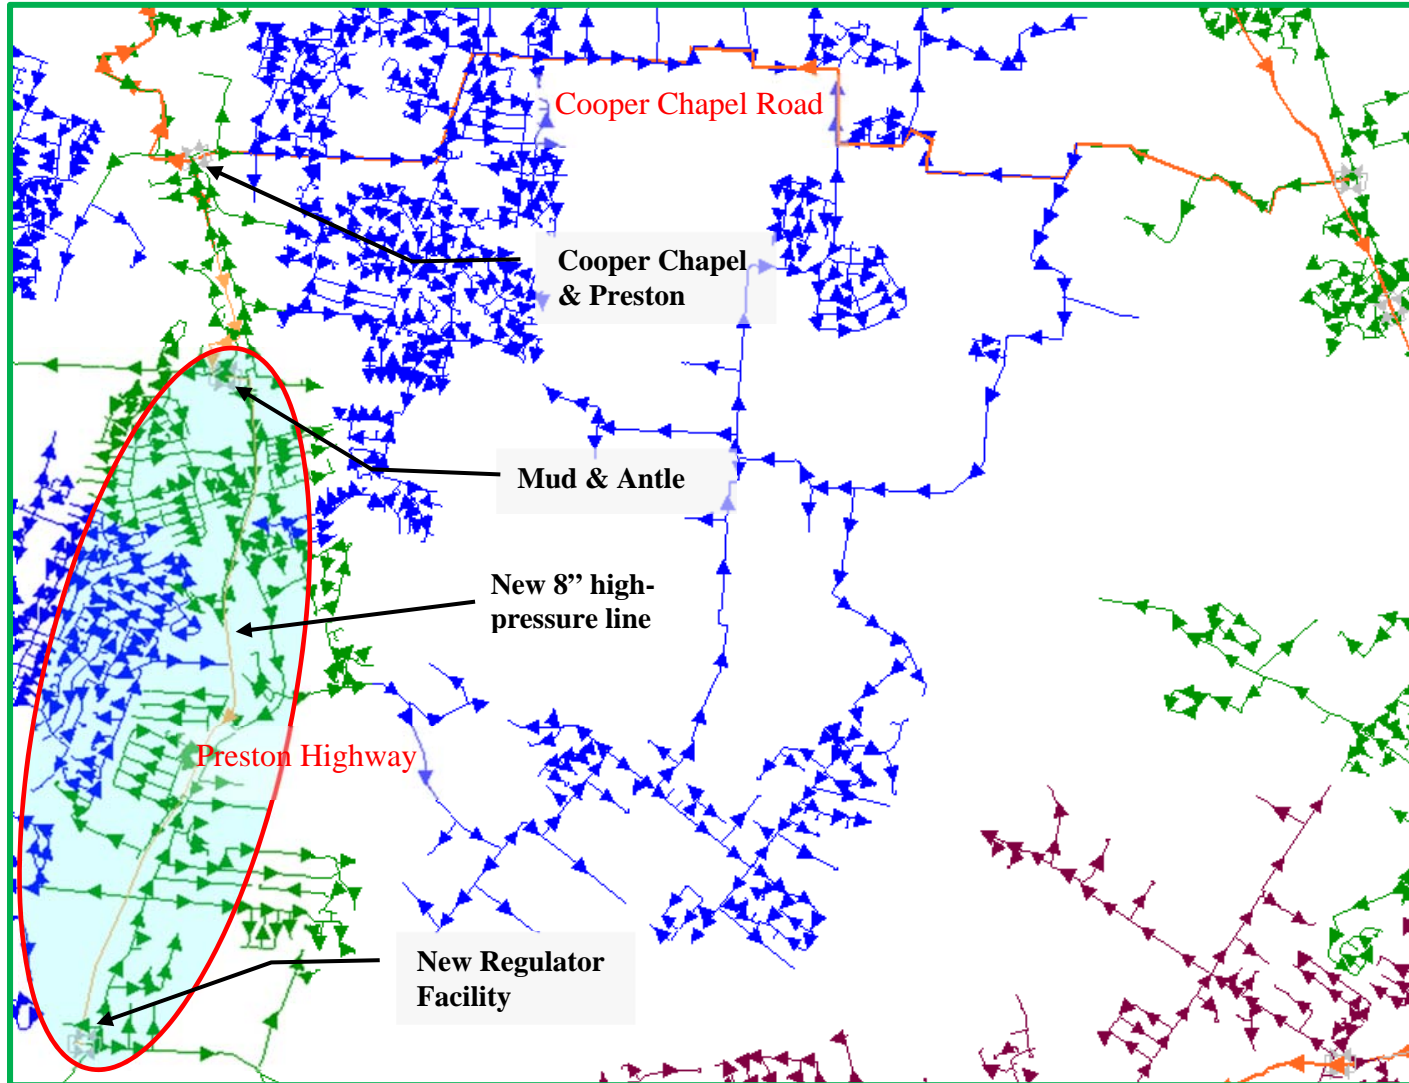 Cooper Chapel Road
Cooper Chapel
& Preston
Mud & Antle
New 8” high-
pressure line
Preston Highway
New Regulator
Facility